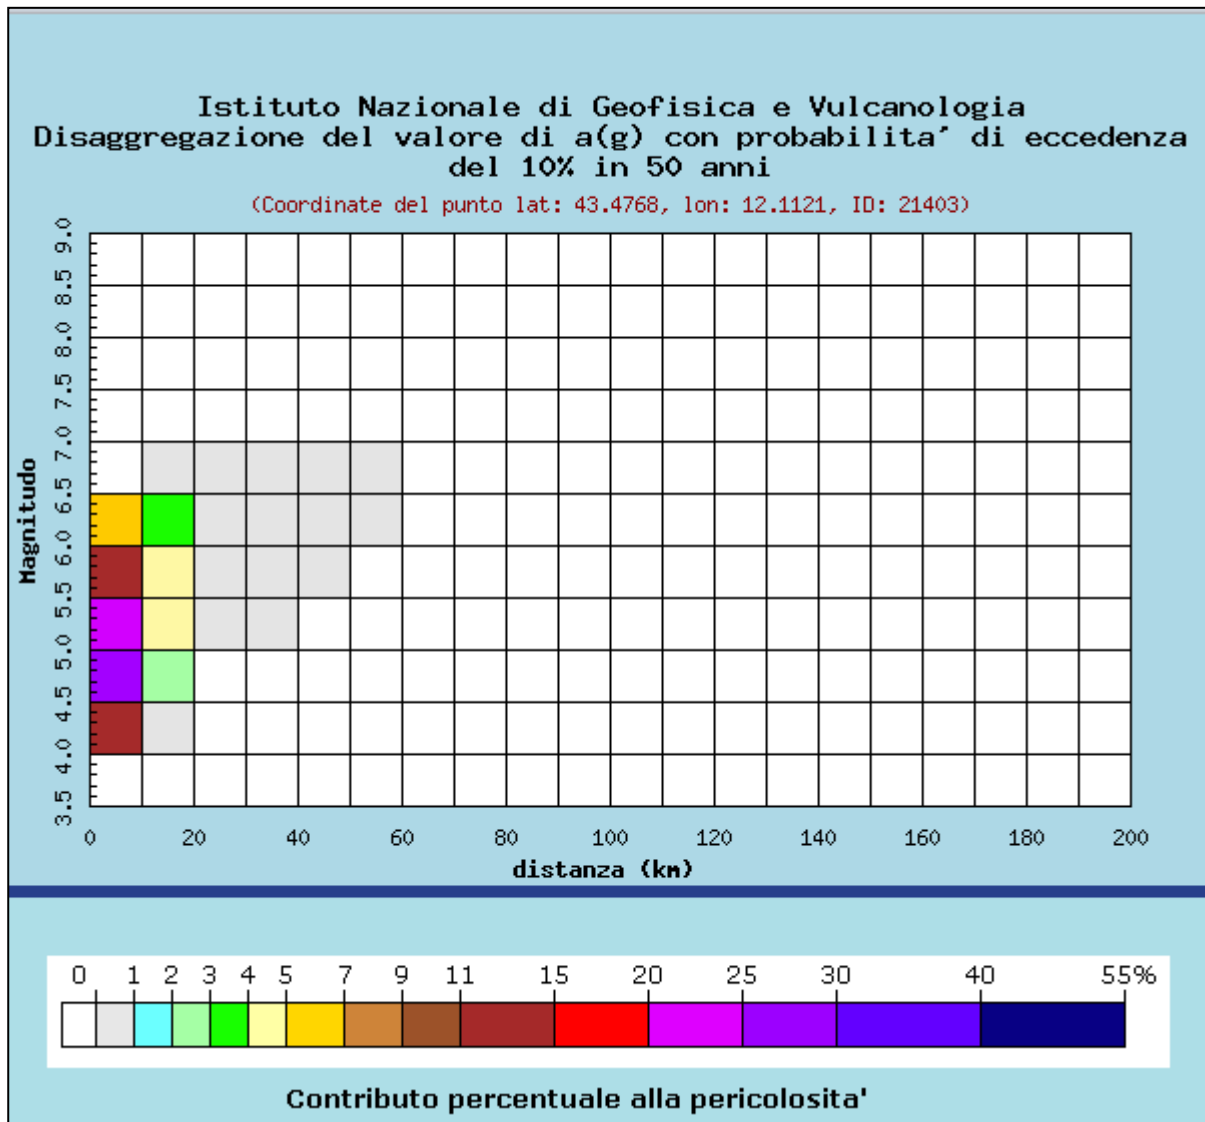 Istituto Nazionale di Geofisica e Vulcanologia
Disaggregazione del valore di a(g) con probabilita' di eccedenza
del 10% in 50 anni
(Coordinate del punto lat: 43.4768, lon: 12.1121, ID: 21403)
9.0
8.5
8.0
7.5
7.0
6.5
6.0
5.5
5.0
4.5
4.0
3.5
Magnitudo
0 20 40 60 80 100 120 140 160 180 200
distanza (km)
0 1 2 3 4 5 7 9 11 15 20 25 30 40 55%
Contributo percentuale alla pericolosita'